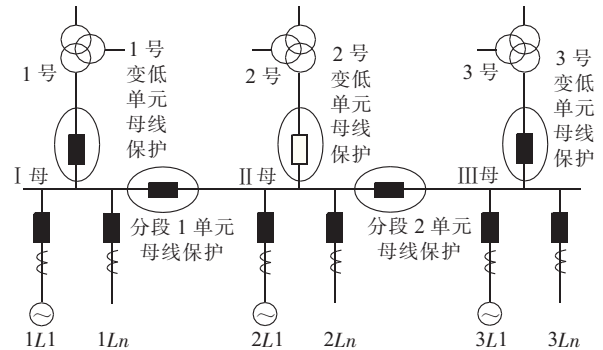 1号
1号
变低
单元
母线
保护
2号
2号
变低
单元
母线
保护
3号
3号
变低
单元
母线
保护
I母
分段1单元
母线保护
II母
分段2单元
母线保护
III母
1L1
1Ln
2L1
2Ln
3L1
3Ln